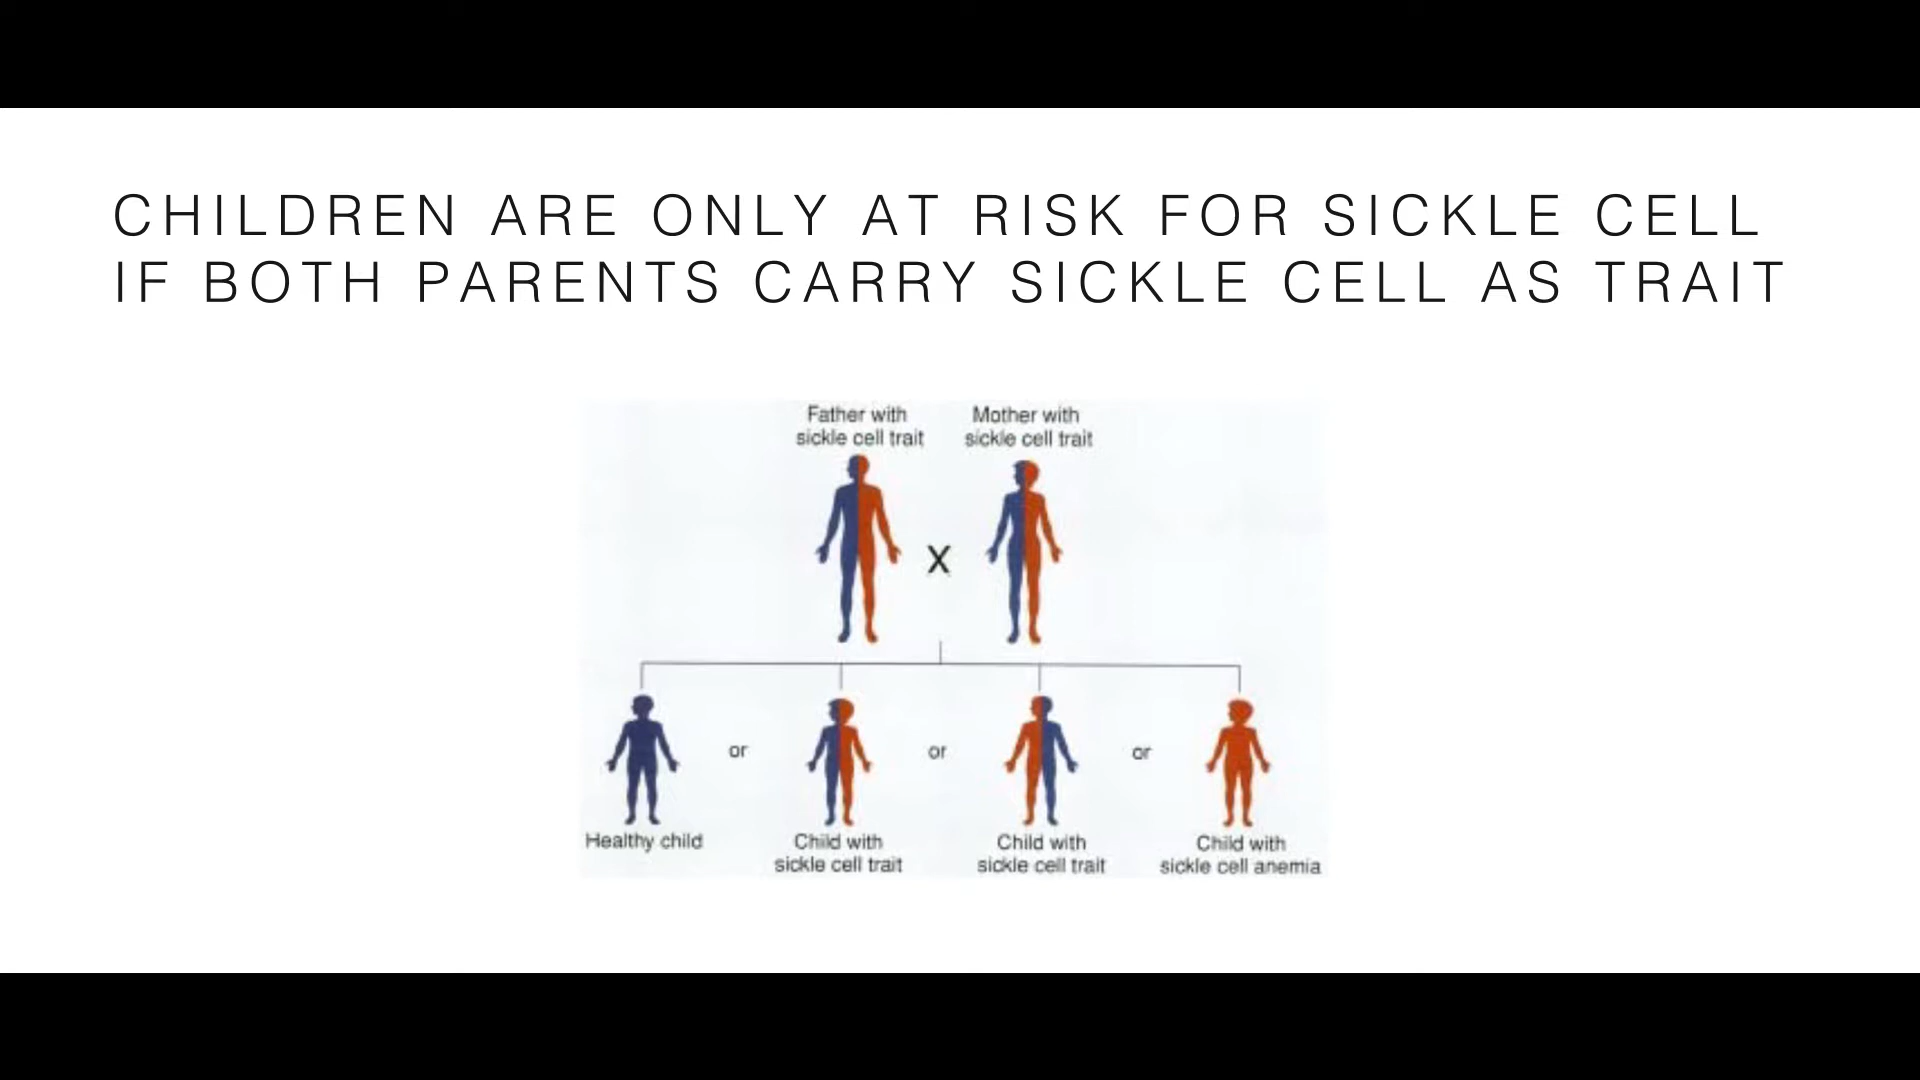 CHILDREN ARE ONLY AT RISK FOR SICKLE CELL
IF BOTH PARENTS CARRY SICKLE CELL AS TRAIT
Father with
sickle cell trait
Mother with
sickle cell trait
X
or
or
or
Healthy child
Child with
sickle cell trait
Child with
sickle cell trait
Child with
sickle cell anemia